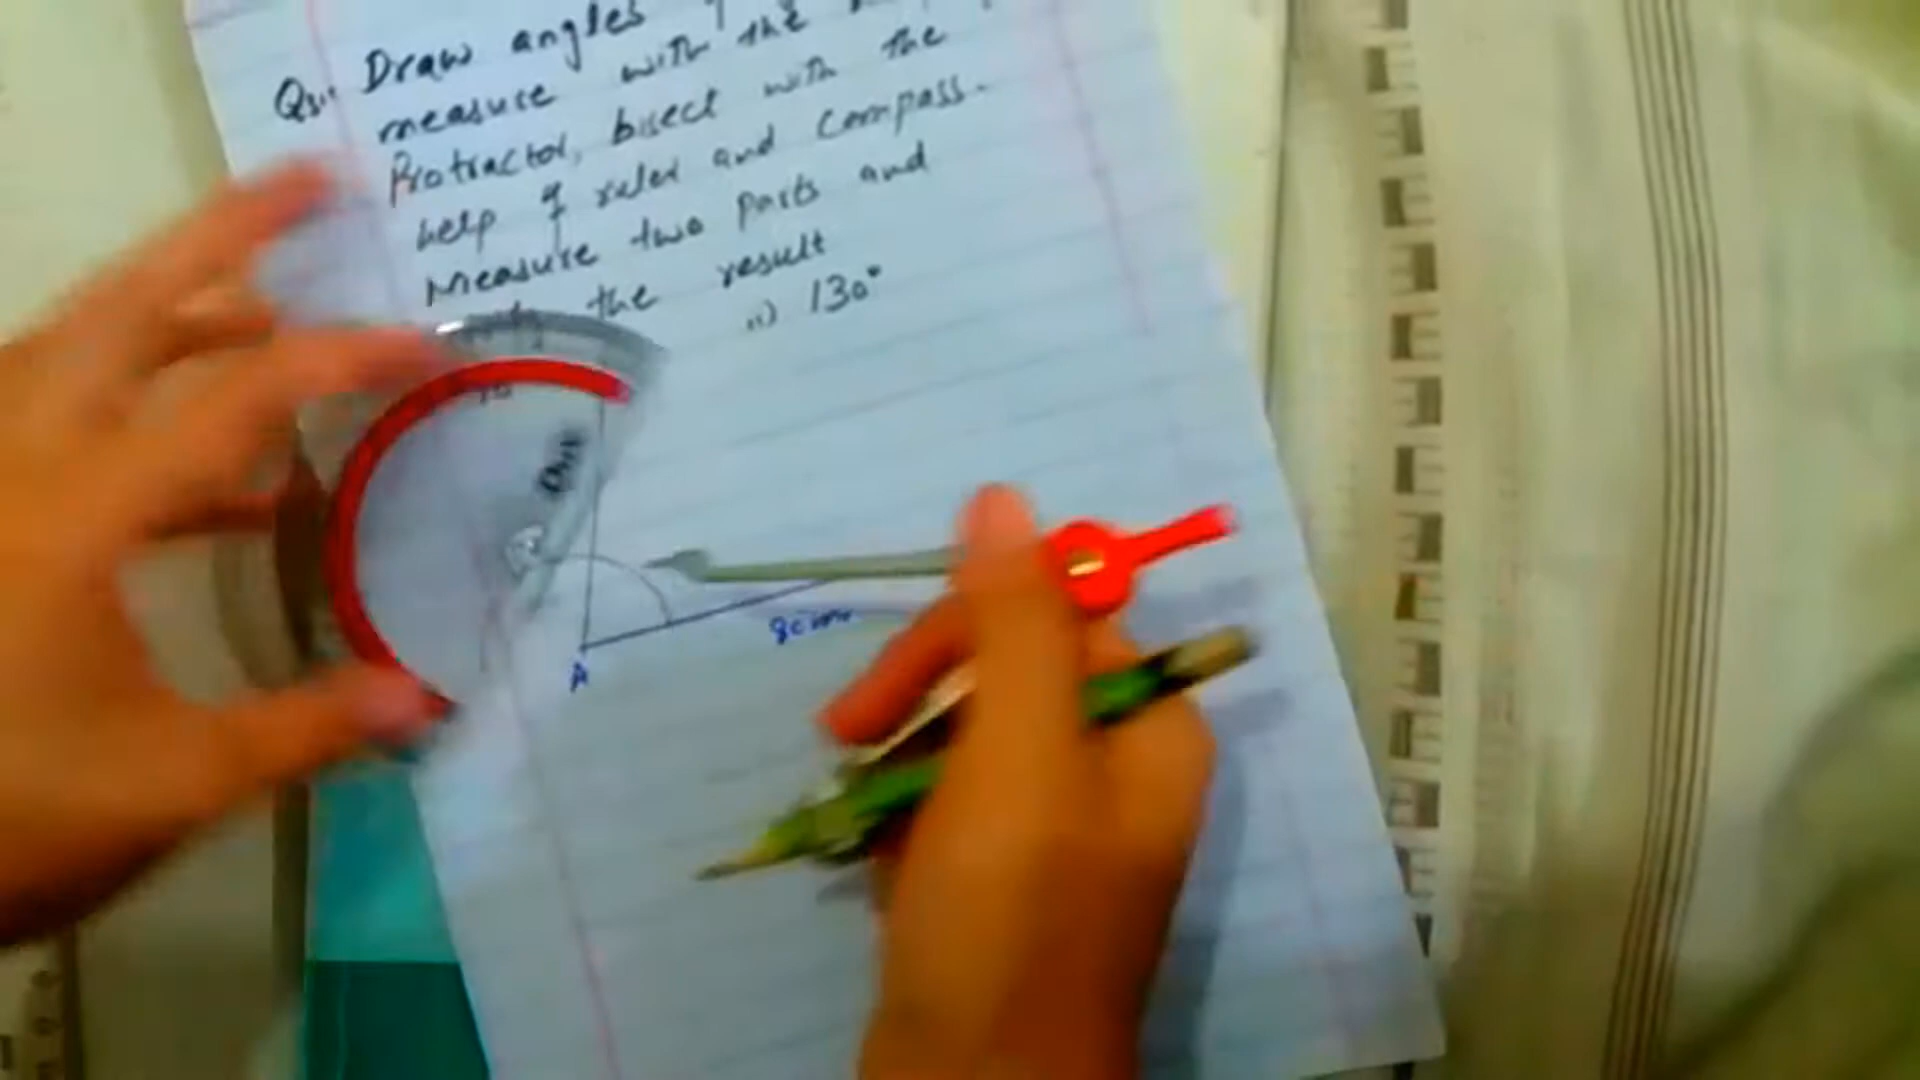 Draw angles
measure with the
Protractor, bisect with the
help of ruler and Compass.
Measure two parts and
the result
ii) 130°
A